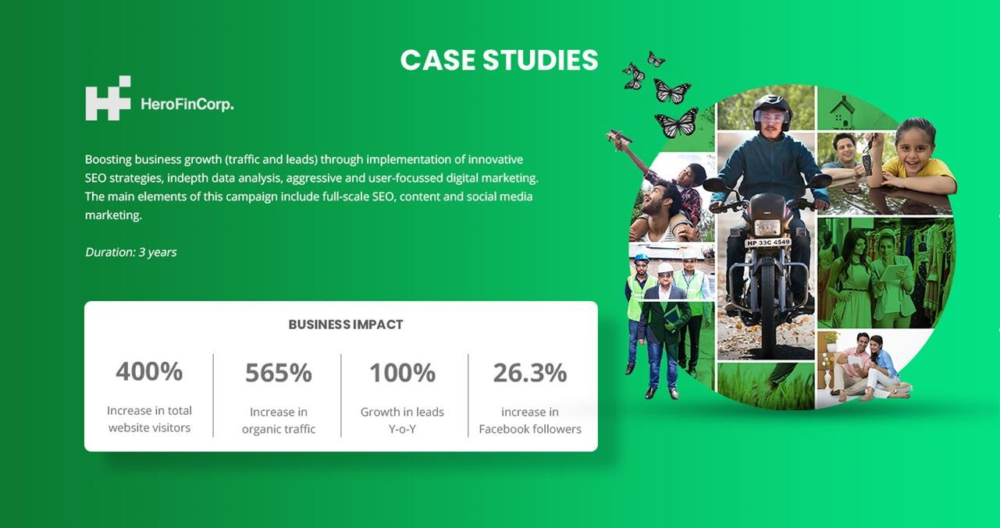 CASE STUDIES
HeroFinCorp.
Boosting business growth (traffic and leads) through implementation of innovative
SEO strategies, indepth data analysis, aggressive and user-focussed digital marketing.
The main elements of this campaign include full-scale SEO, content and social media
marketing.
Duration: 3 years
BUSINESS IMPACT
400%
Increase in total
website visitors
565%
Increase in
organic traffic
100%
Growth in leads
Y-o-Y
26.3%
increase in
Facebook followers
HP 33C 4549